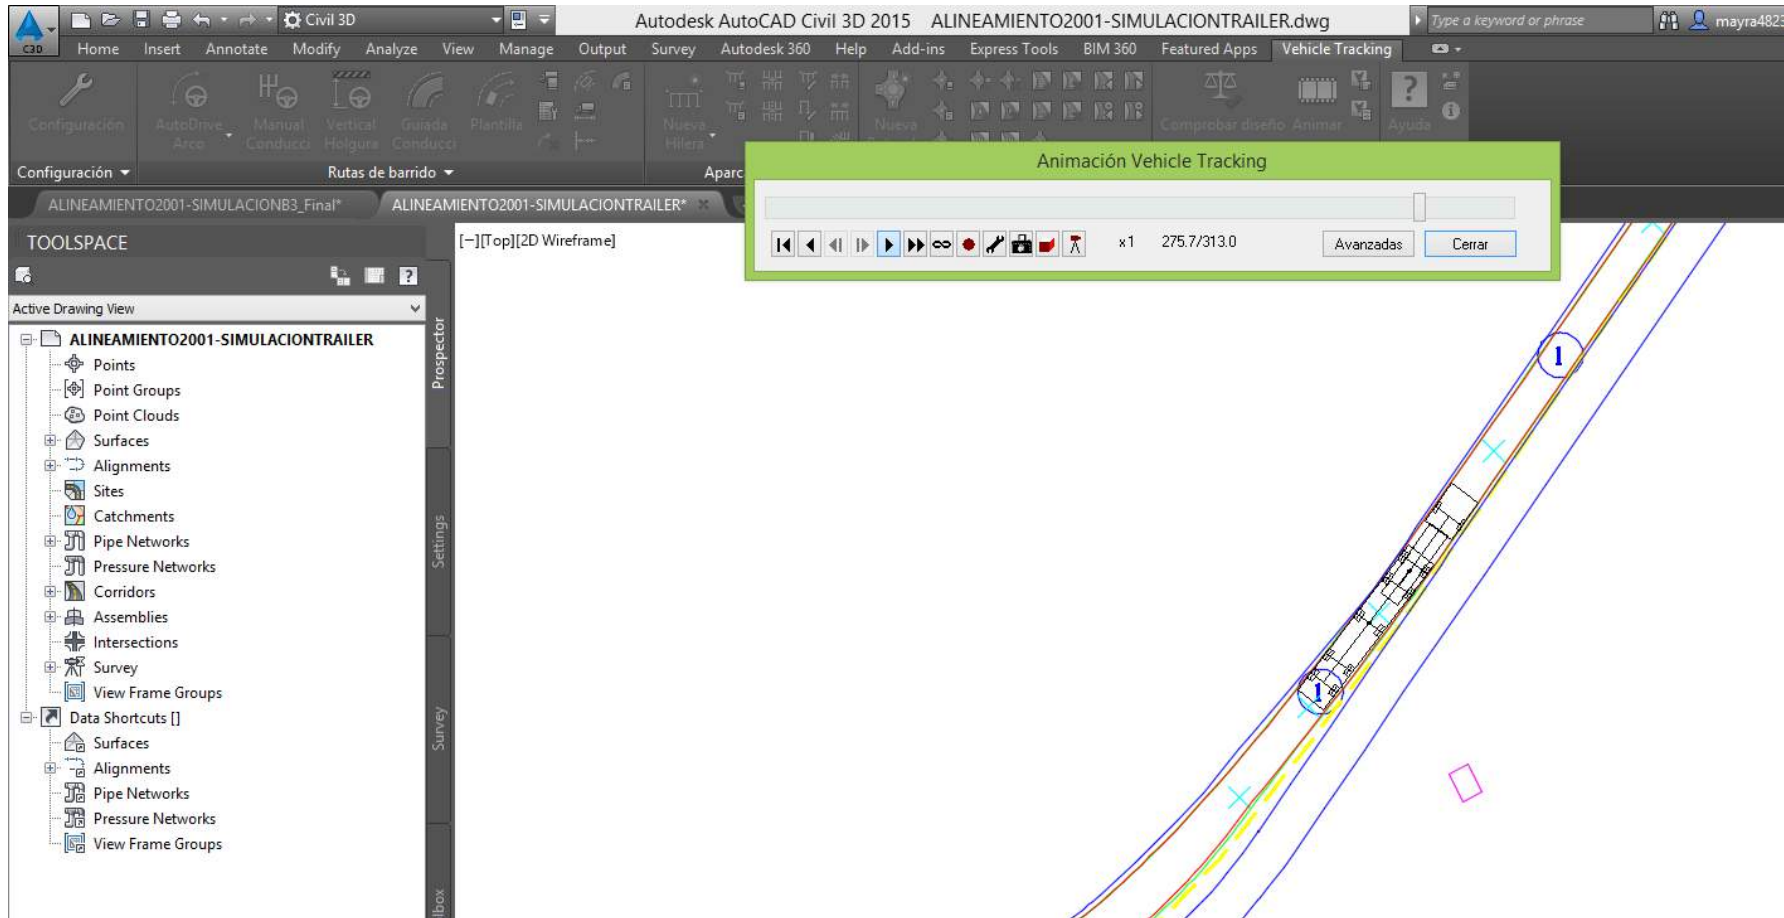 Civil 3D
Autodesk AutoCAD Civil 3D 2015 ALINEAMIENTO2001-SIMULACIONTRAILER.dwg
Type a keyword or phrase
mayra4823
C3D
Home Insert Annotate Modify Analyze View Manage Output Survey Autodesk 360 Help Add-ins Express Tools BIM 360 Featured Apps Vehicle Tracking
Configuración
AutoDrive Arco
Manual Conducci
Vertical Holgura
Guiada Conducci
Plantilla
Nueva Hilera
Nueva
Comprobar diseño
Animar
Ayuda
Configuración
Rutas de barrido
Aparc
Animación Vehicle Tracking
x1 275.7/313.0 Avanzadas Cerrar
ALINEAMIENTO2001-SIMULACIONB3_Final*
ALINEAMIENTO2001-SIMULACIONTRAILER*
TOOLSPACE
[–][Top][2D Wireframe]
Active Drawing View
ALINEAMIENTO2001-SIMULACIONTRAILER
Points
Point Groups
Point Clouds
Surfaces
Alignments
Sites
Catchments
Pipe Networks
Pressure Networks
Corridors
Assemblies
Intersections
Survey
View Frame Groups
Data Shortcuts []
Surfaces
Alignments
Pipe Networks
Pressure Networks
View Frame Groups
Prospector
Settings
Survey
lbox
1
1